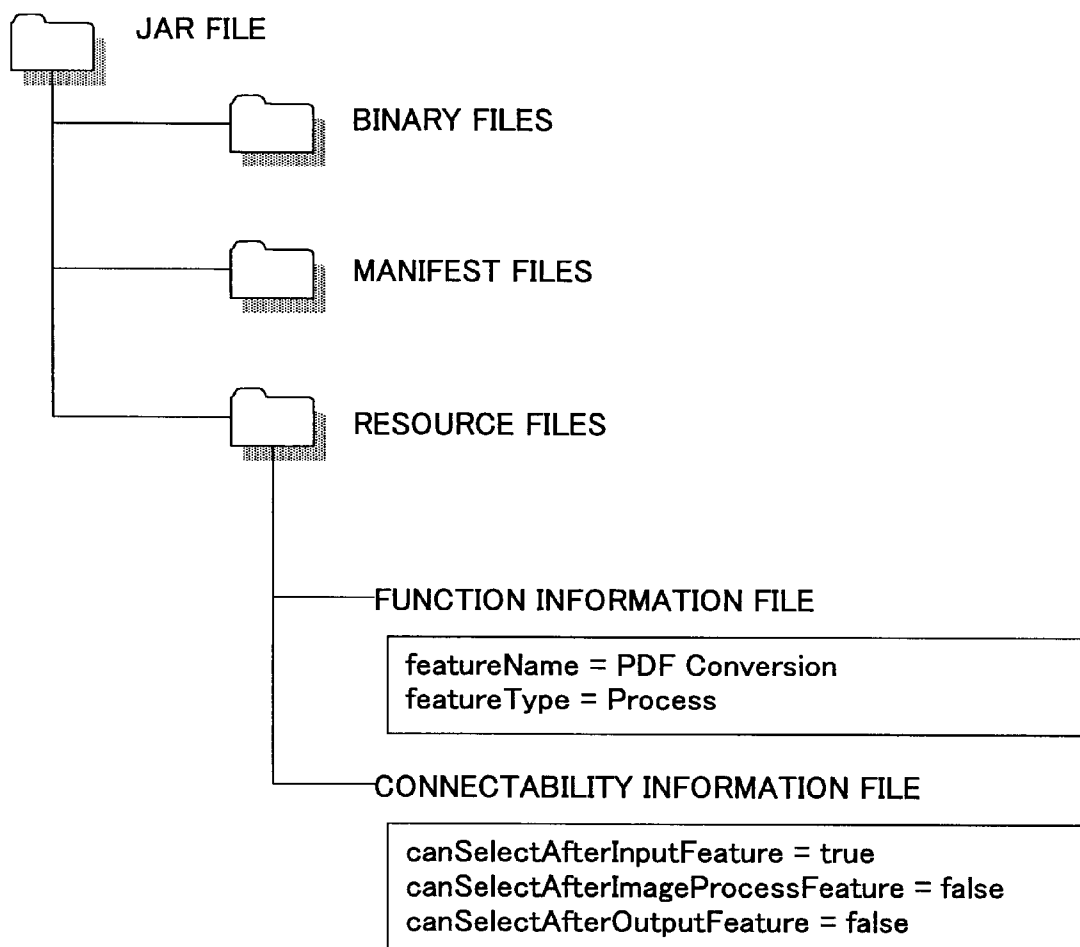 JAR FILE
BINARY FILES
MANIFEST FILES
RESOURCE FILES
FUNCTION INFORMATION FILE
featureName = PDF Conversion
featureType = Process
CONNECTABILITY INFORMATION FILE
canSelectAfterInputFeature = true
canSelectAfterImageProcessFeature = false
canSelectAfterOutputFeature = false